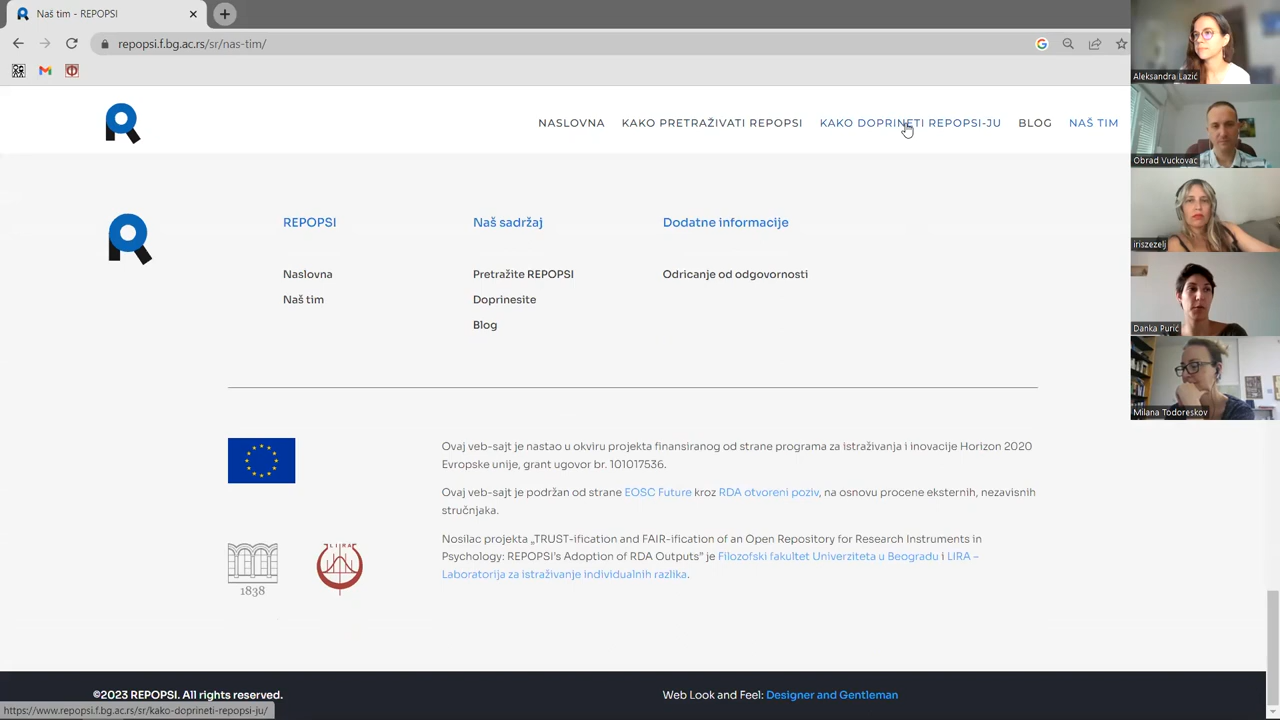 Naš tim - REPOPSI
repopsi.f.bg.ac.rs/sr/nas-tim/
NASLOVNA KAKO PRETRAŽIVATI REPOPSI KAKO DOPRINETI REPOPSI-JU BLOG NAŠ TIM
REPOPSI
Naslovna
Naš tim
Naš sadržaj
Pretražite REPOPSI
Doprinesite
Blog
Dodatne informacije
Odricanje od odgovornosti
Ovaj veb-sajt je nastao u okviru projekta finansiranog od strane programa za istraživanja i inovacije Horizon 2020
Evropske unije, grant ugovor br. 101017536.
Ovaj veb-sajt je podržan od strane EOSC Future kroz RDA otvoreni poziv, na osnovu procene eksternih, nezavisnih
stručnjaka.
Nosilac projekta „TRUST-ification and FAIR-ification of an Open Repository for Research Instruments in
Psychology: REPOPSI's Adoption of RDA Outputs” je Filozofski fakultet Univerziteta u Beogradu i LIRA –
Laboratorija za istraživanje individualnih razlika.
1838
LIRA
©2023 REPOPSI. All rights reserved.
Web Look and Feel: Designer and Gentleman
https://www.repopsi.f.bg.ac.rs/sr/kako-doprineti-repopsi-ju/
Aleksandra Lazić
Obrad Vuckovac
iriszezelj
Danka Purić
Milana Todoreskov